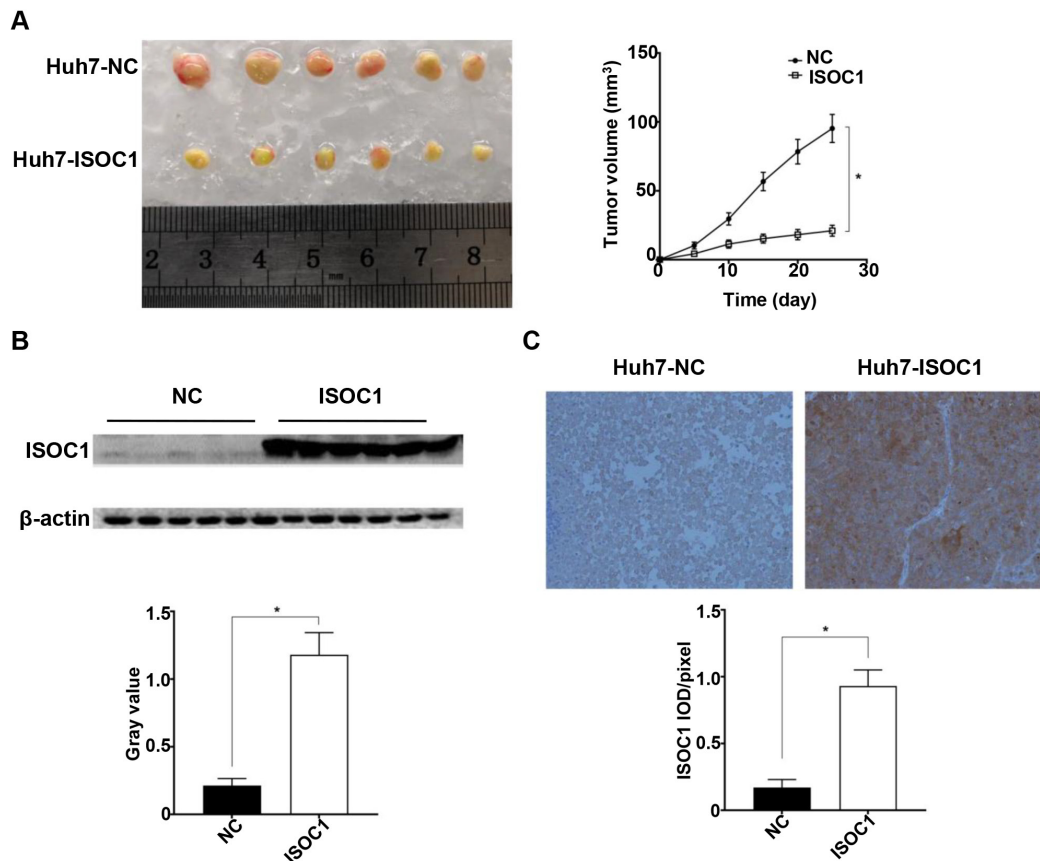 A
Huh7-NC
Huh7-ISOC1
2 3 4 5 6 7 8
mm
Tumor volume (mm³)
150
100
50
0
0 10 20 30
Time (day)
NC
ISOC1
*
B
NC ISOC1
ISOC1
β-actin
Gray value
1.5
1.0
0.5
0
*
NC
ISOC1
C
Huh7-NC Huh7-ISOC1
ISOC1 IOD/pixel
1.5
1.0
0.5
0
*
NC
ISOC1